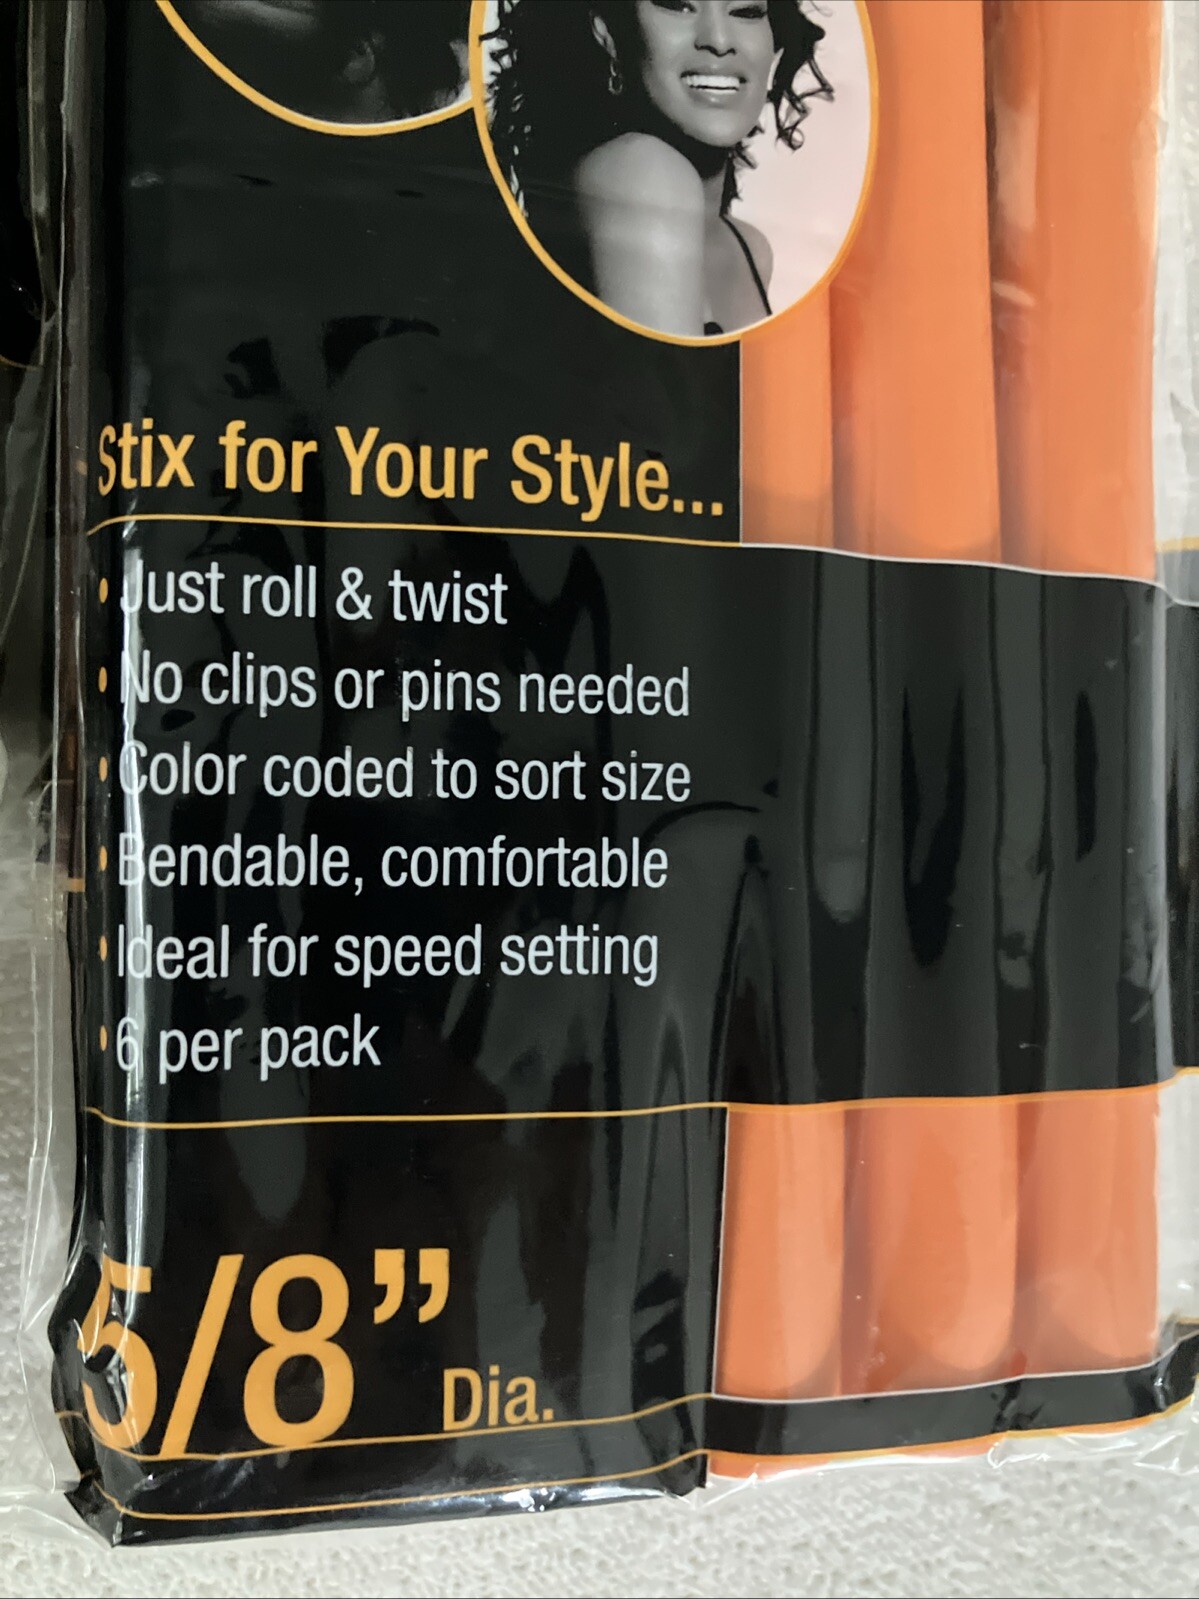 Stix for Your Style...
• Just roll & twist
• No clips or pins needed
• Color coded to sort size
• Bendable, comfortable
• Ideal for speed setting
• 6 per pack
5/8” Dia.